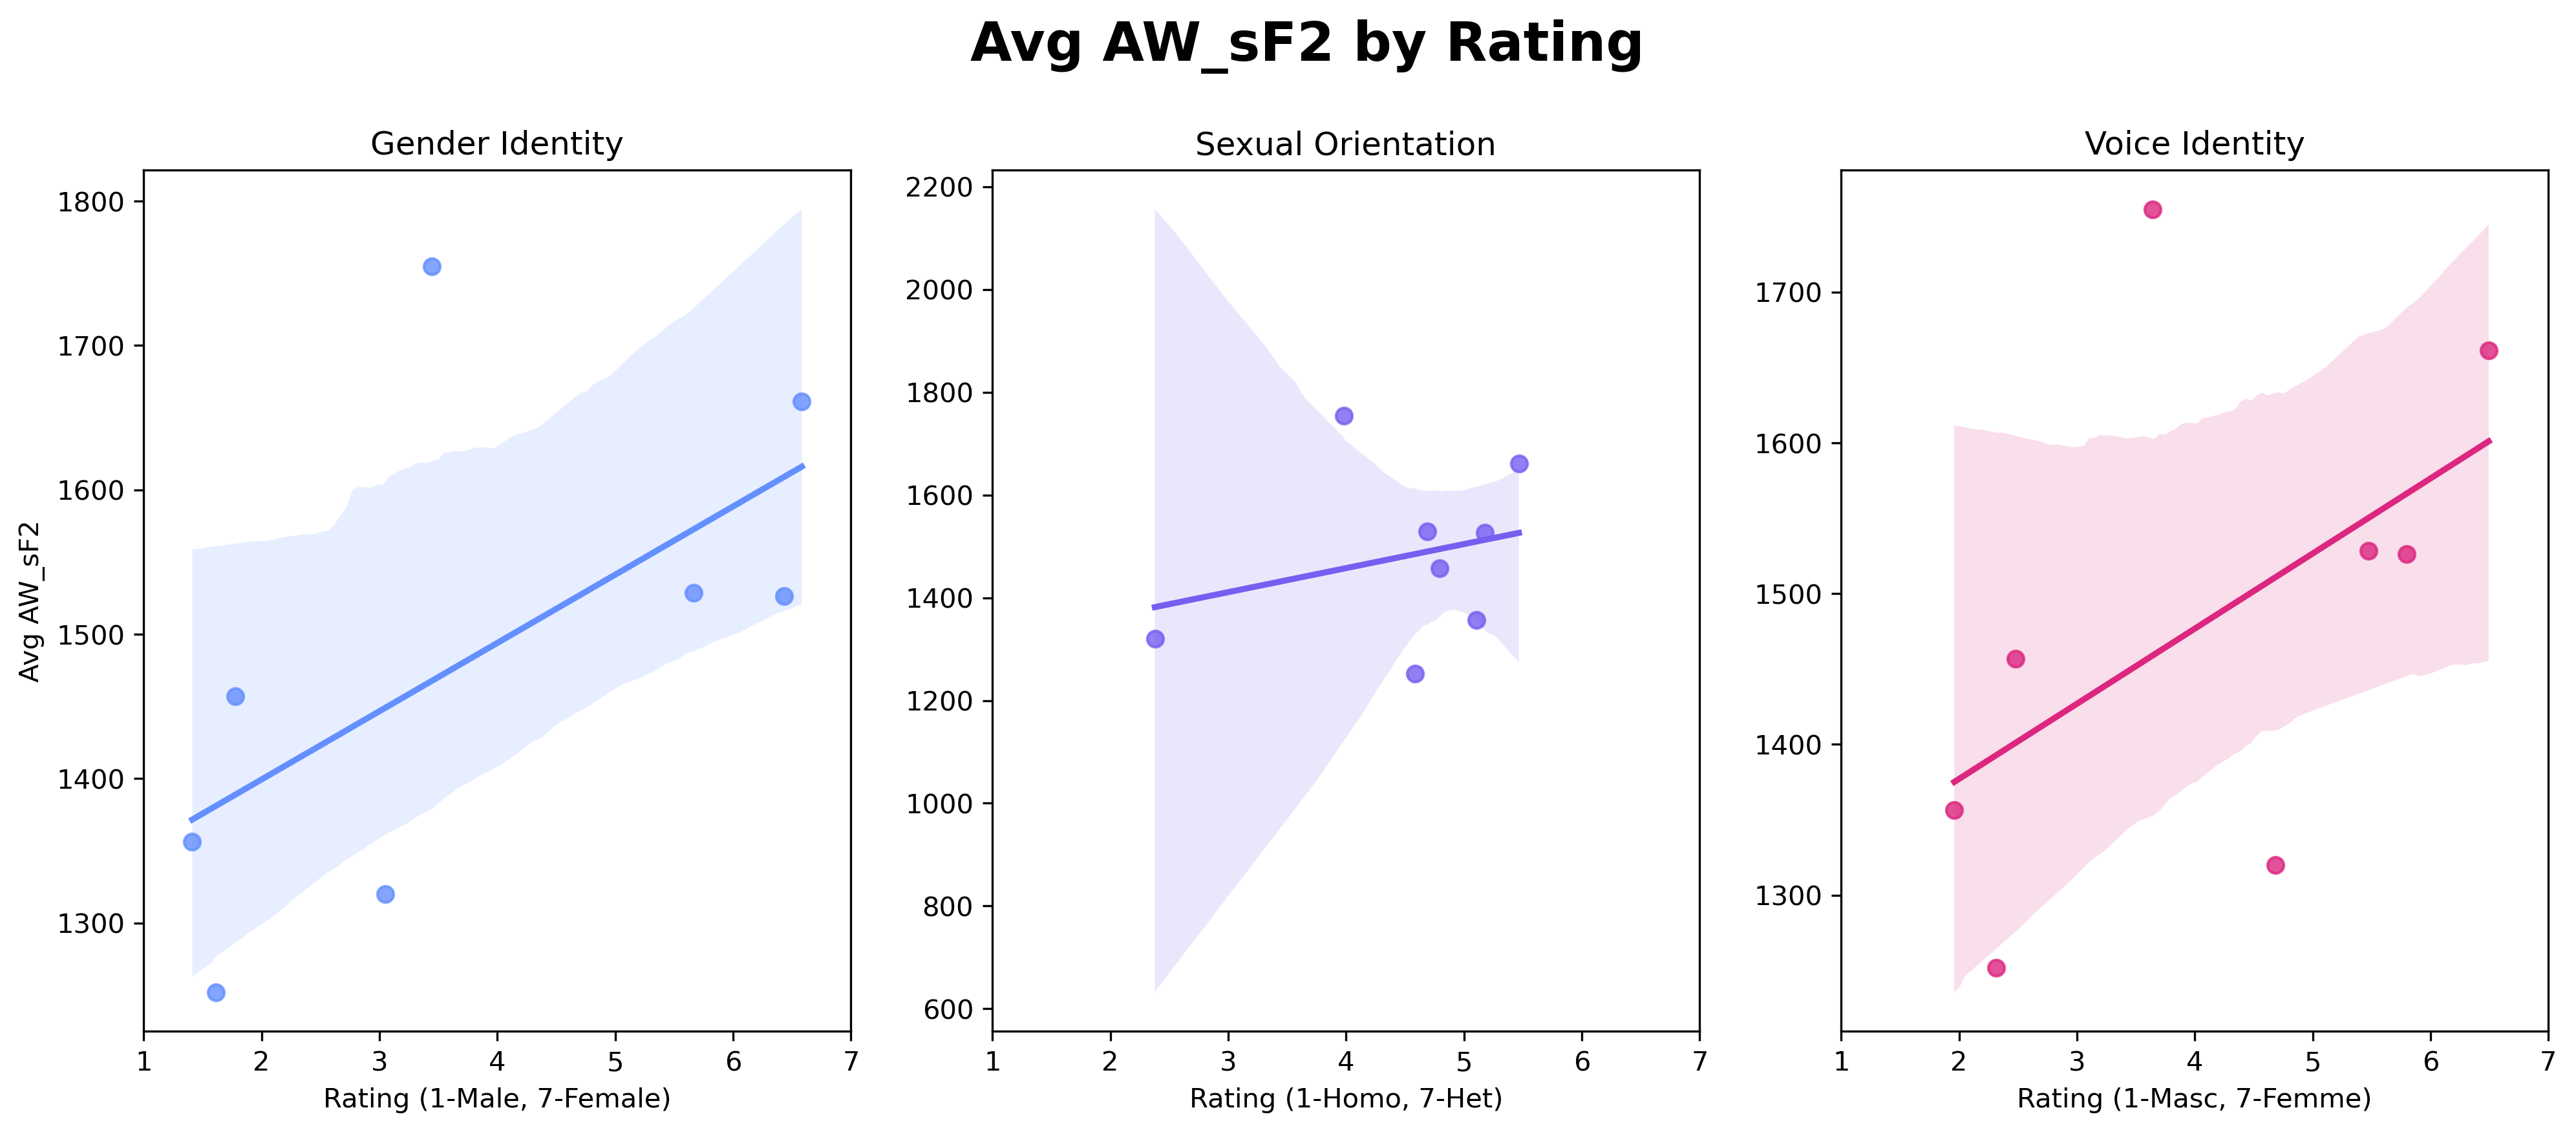 Avg AW_sF2 by Rating
Gender Identity
Sexual Orientation
Voice Identity
Avg AW_sF2
1800
1700
1600
1500
1400
1300
1 2 3 4 5 6 7
Rating (1-Male, 7-Female)
2200
2000
1800
1600
1400
1200
1000
800
600
1 2 3 4 5 6 7
Rating (1-Homo, 7-Het)
1700
1600
1500
1400
1300
1 2 3 4 5 6 7
Rating (1-Masc, 7-Femme)